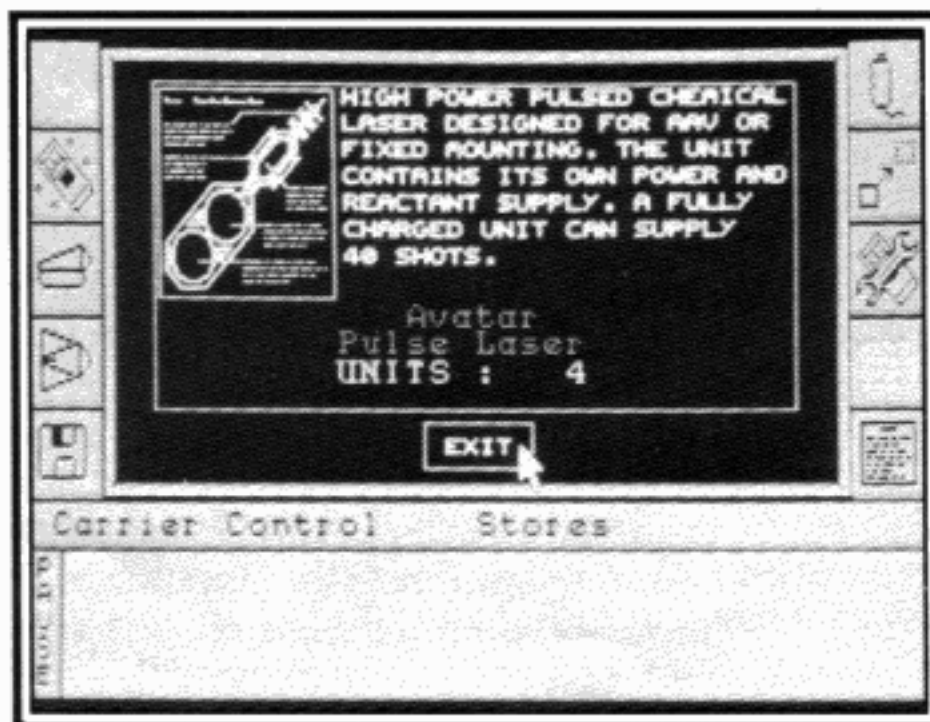 HIGH POWER PULSED CHEMICAL
LASER DESIGNED FOR AAV OR
FIXED MOUNTING. THE UNIT
CONTAINS ITS OWN POWER AND
REACTANT SUPPLY. A FULLY
CHARGED UNIT CAN SUPPLY
40 SHOTS.
Avatar
Pulse Laser
UNITS : 4
EXIT
Carrier Control Stores